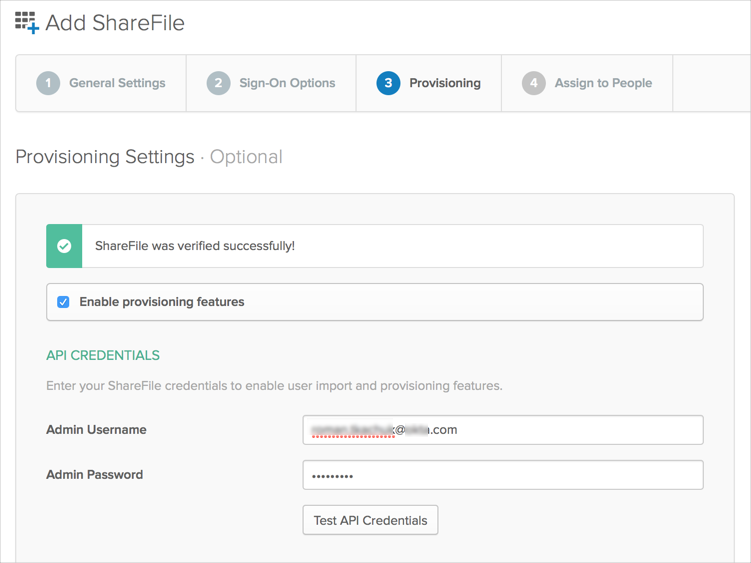 Add ShareFile
1 General Settings
2 Sign-On Options
3 Provisioning
4 Assign to People
Provisioning Settings · Optional
ShareFile was verified successfully!
Enable provisioning features
API CREDENTIALS
Enter your ShareFile credentials to enable user import and provisioning features.
Admin Username
@ .com
Admin Password
•••••••••
Test API Credentials